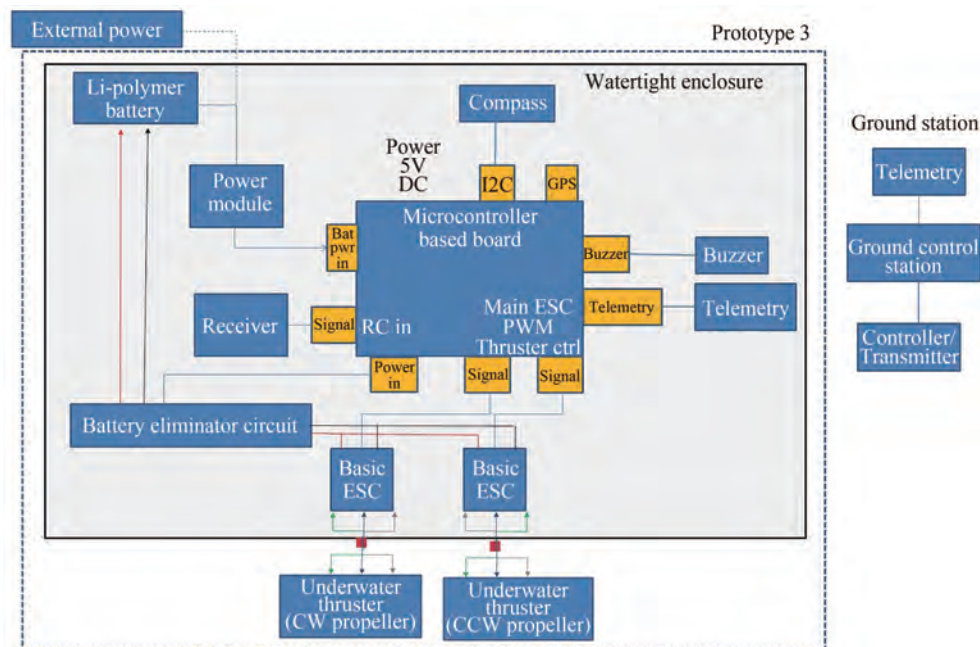 External power
Prototype 3
Li-polymer
battery
Watertight enclosure
Compass
Ground station
Power
5V
DC
Telemetry
Power
module
I2C
GPS
Microcontroller
based board
Bat
pwr
in
Buzzer
Buzzer
Ground control
station
Receiver
Signal
RC in
Main ESC
PWM
Thruster ctrl
Telemetry
Telemetry
Controller/
Transmitter
Power
in
Signal
Signal
Battery eliminator circuit
Basic
ESC
Basic
ESC
Underwater
thruster
(CW propeller)
Underwater
thruster
(CCW propeller)